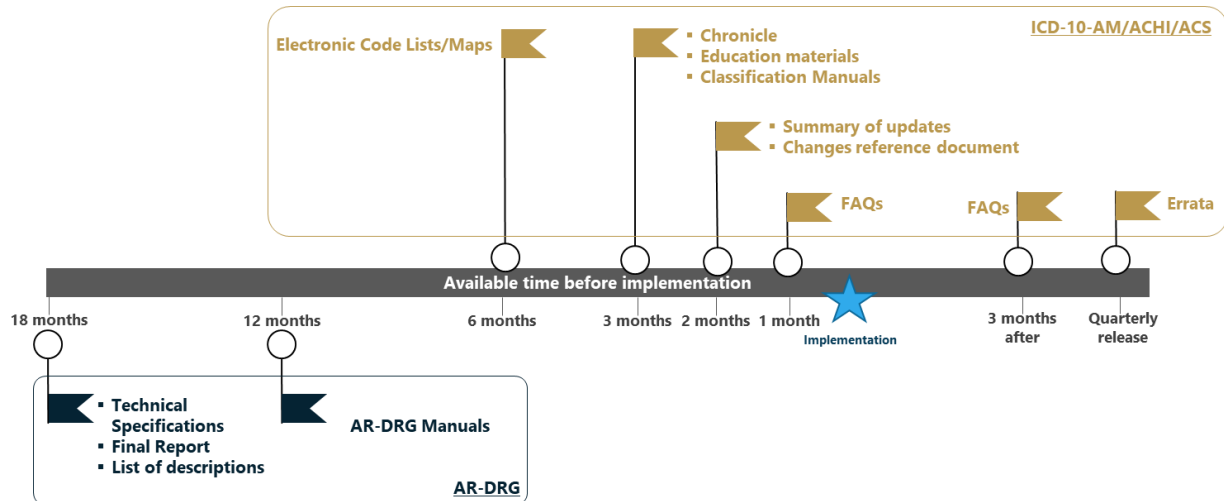 ICD-10-AM/ACHI/ACS
Electronic Code Lists/Maps
▪ Chronicle
▪ Education materials
▪ Classification Manuals
▪ Summary of updates
▪ Changes reference document
FAQs
FAQs
Errata
Available time before implementation
18 months
12 months
6 months
3 months
2 months
1 month
Implementation
3 months
after
Quarterly
release
▪ Technical
Specifications
▪ Final Report
▪ List of descriptions
AR-DRG Manuals
AR-DRG